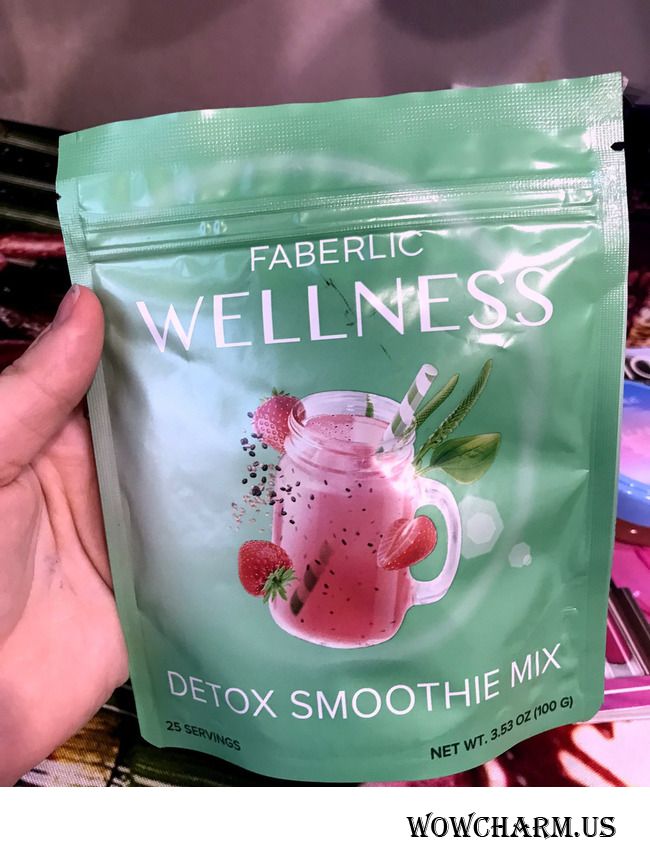 FABERLIC
WELLNESS
DETOX SMOOTHIE MIX
25 SERVINGS
NET WT. 3.53 OZ (100 G)
WOWCHARM.US